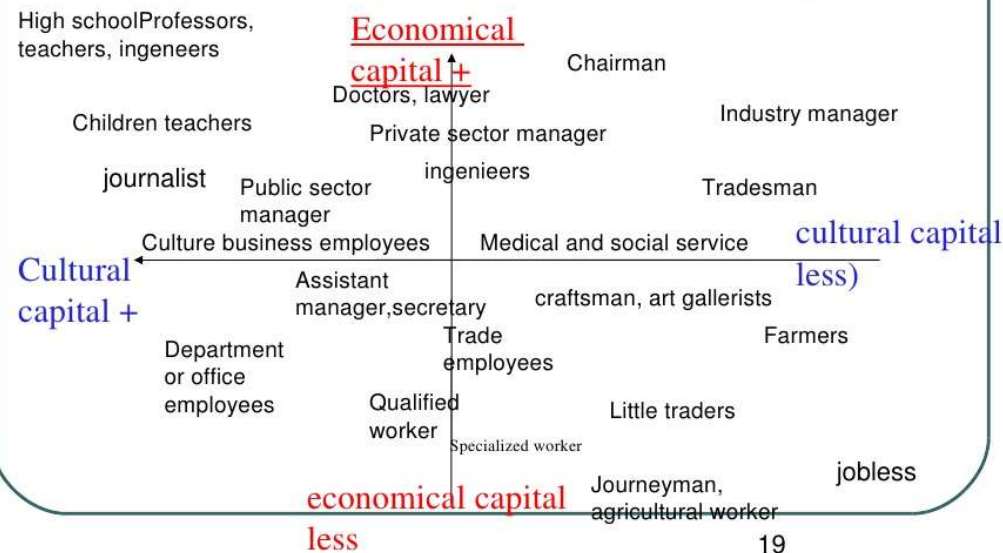 High schoolProfessors,
teachers, ingeneers
Economical
capital +
Chairman
Doctors, lawyer
Industry manager
Children teachers
Private sector manager
ingenieers
journalist
Public sector
manager
Tradesman
Culture business employees
Medical and social service
cultural capital
less)
Cultural
capital +
Assistant
manager,secretary
craftsman, art gallerists
Trade
employees
Farmers
Department
or office
employees
Qualified
worker
Little traders
Specialized worker
jobless
economical capital
less
Journeyman,
agricultural worker
19